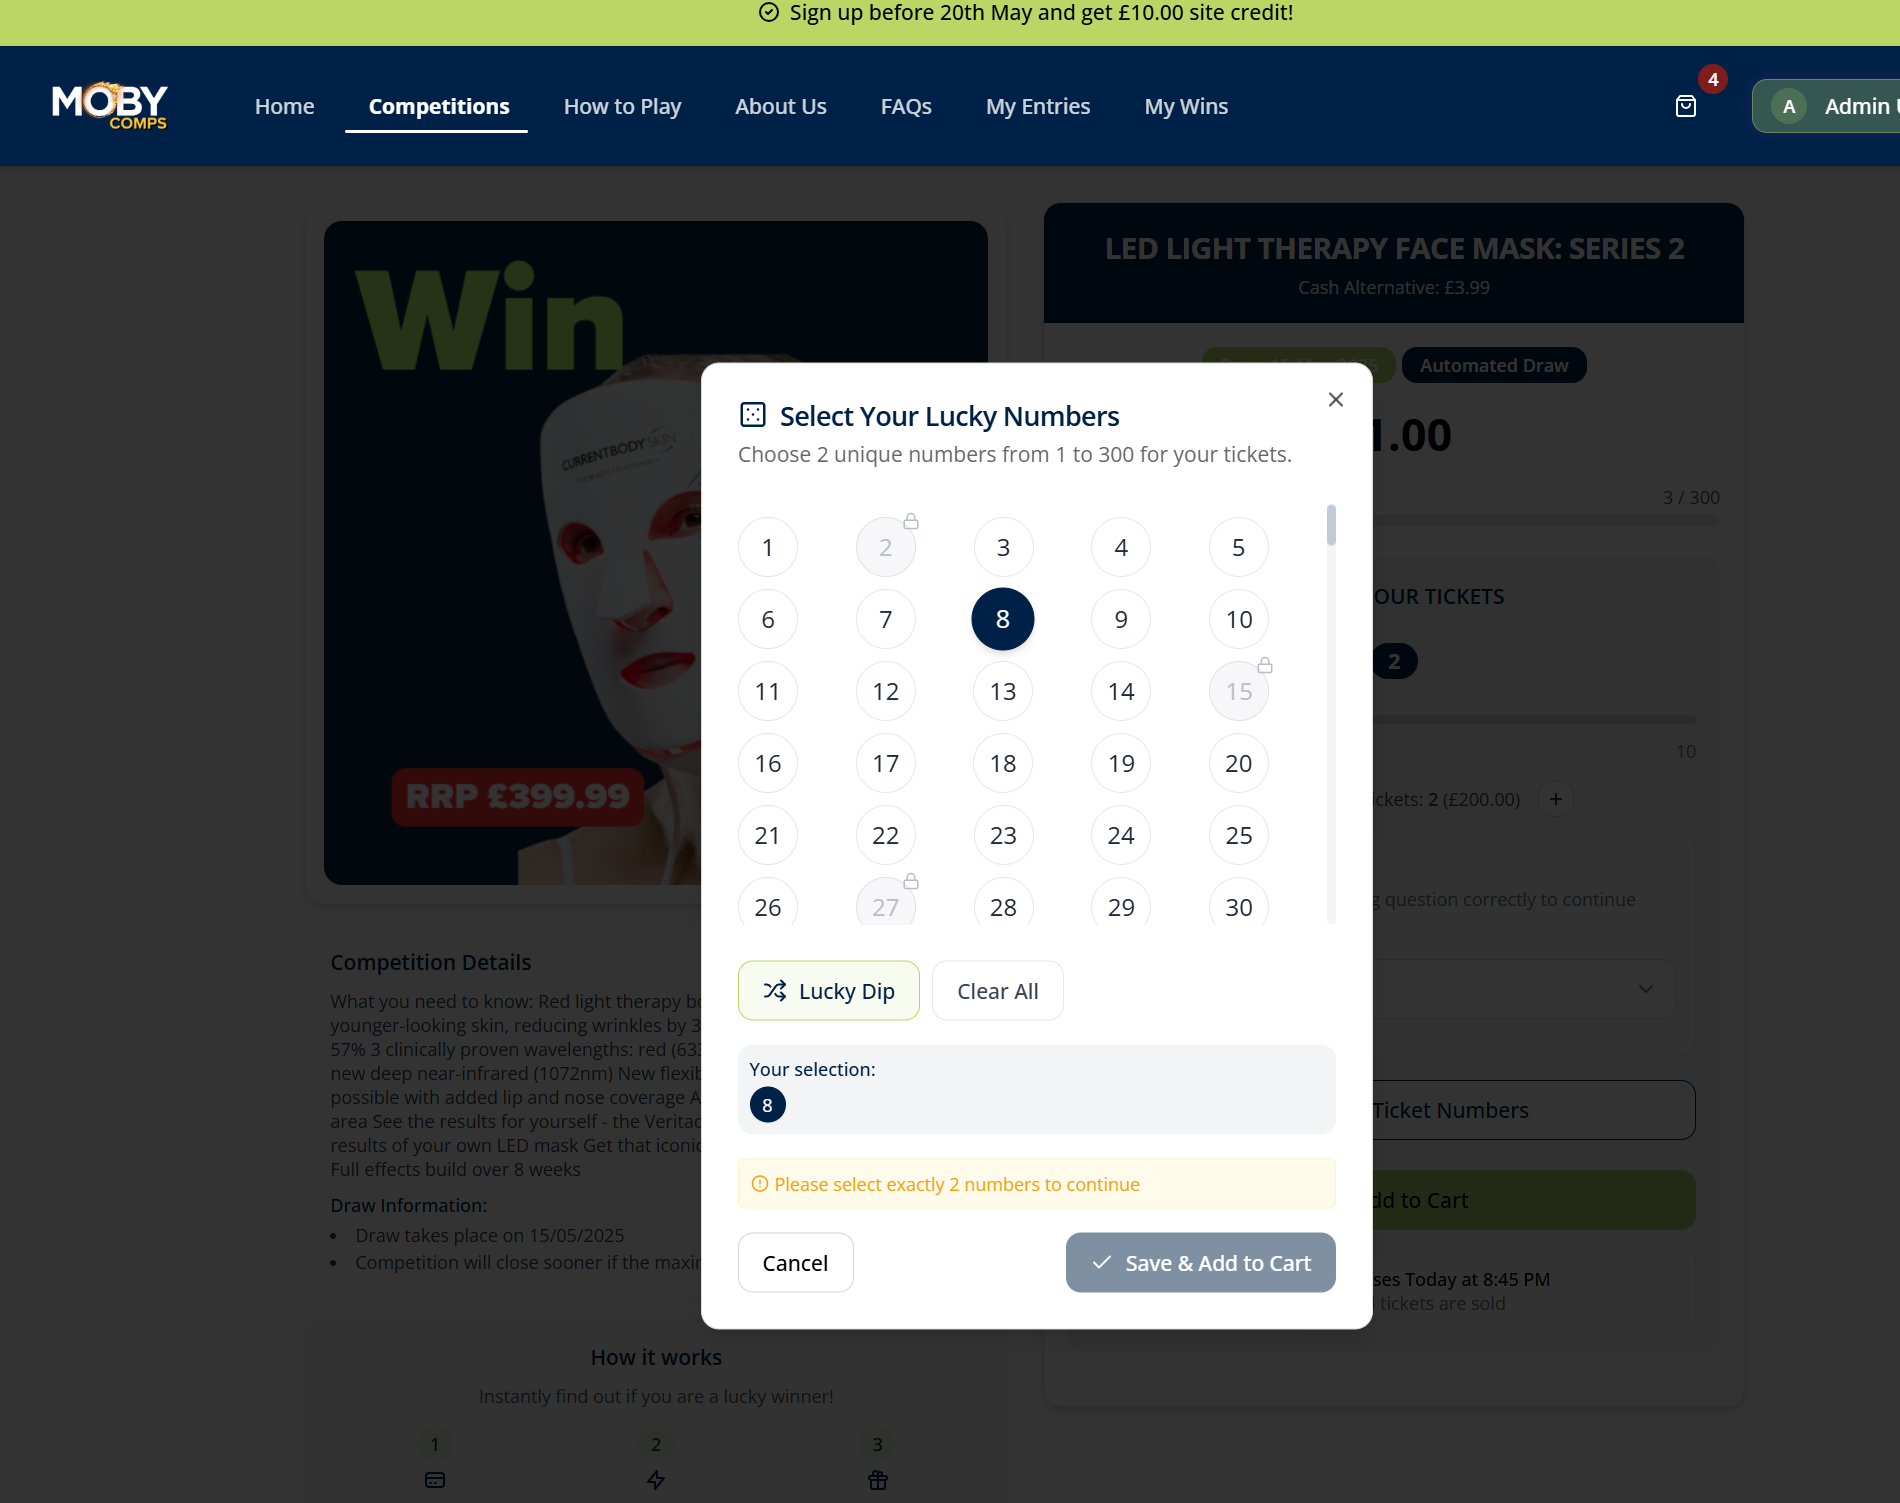 Sign up before 20th May and get £10.00 site credit!
MOBY
COMPS
Home
Competitions
How to Play
About Us
FAQs
My Entries
My Wins
4
A
Admin
Win
CURRENTBODY SKIN
RRP £399.99
LED LIGHT THERAPY FACE MASK: SERIES 2
Cash Alternative: £3.99
Automated Draw
1.00
3 / 300
OUR TICKETS
2
10
ickets: 2 (£200.00)
+
question correctly to continue
Ticket Numbers
dd to Cart
ses Today at 8:45 PM
tickets are sold
Select Your Lucky Numbers
Choose 2 unique numbers from 1 to 300 for your tickets.
1 2 3 4 5
6 7 8 9 10
11 12 13 14 15
16 17 18 19 20
21 22 23 24 25
26 27 28 29 30
Lucky Dip
Clear All
Your selection:
8
Please select exactly 2 numbers to continue
Cancel
Save & Add to Cart
Competition Details
What you need to know: Red light therapy bo
younger-looking skin, reducing wrinkles by 3
57% 3 clinically proven wavelengths: red (633
new deep near-infrared (1072nm) New flexib
possible with added lip and nose coverage A
area See the results for yourself - the Veritac
results of your own LED mask Get that iconic
Full effects build over 8 weeks
Draw Information:
• Draw takes place on 15/05/2025
• Competition will close sooner if the maxi
How it works
Instantly find out if you are a lucky winner!
1
2
3